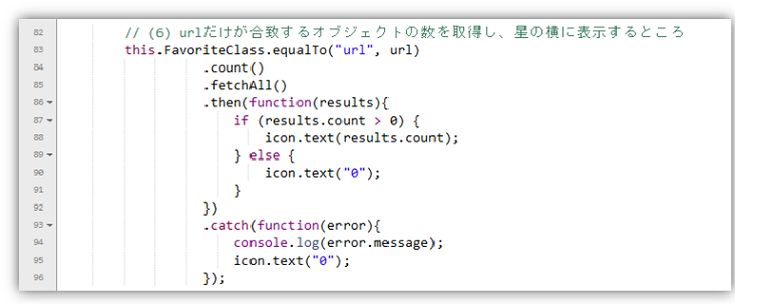 82 // (6) urlだけが合致するオブジェクトの数を取得し、星の横に表示するところ
83 this.FavoriteClass.equalTo("url", url)
84 .count()
85 .fetchAll()
86 .then(function(results){
87 if (results.count > 0) {
88 icon.text(results.count);
89 } else {
90 icon.text("0");
91 }
92 })
93 .catch(function(error){
94 console.log(error.message);
95 icon.text("0");
96 });